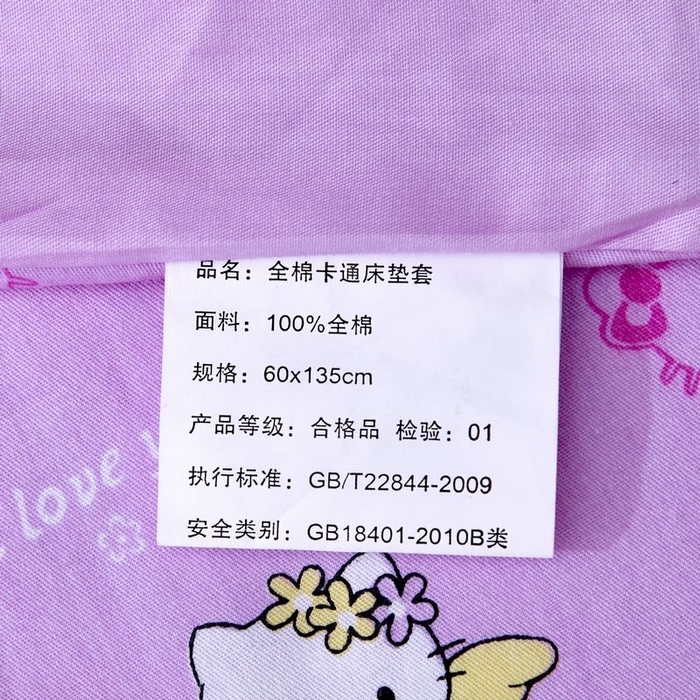 品名：全棉卡通床垫套
面料：100%全棉
规格：60x135cm
产品等级：合格品 检验：01
执行标准：GB/T22844-2009
安全类别：GB18401-2010B类
love